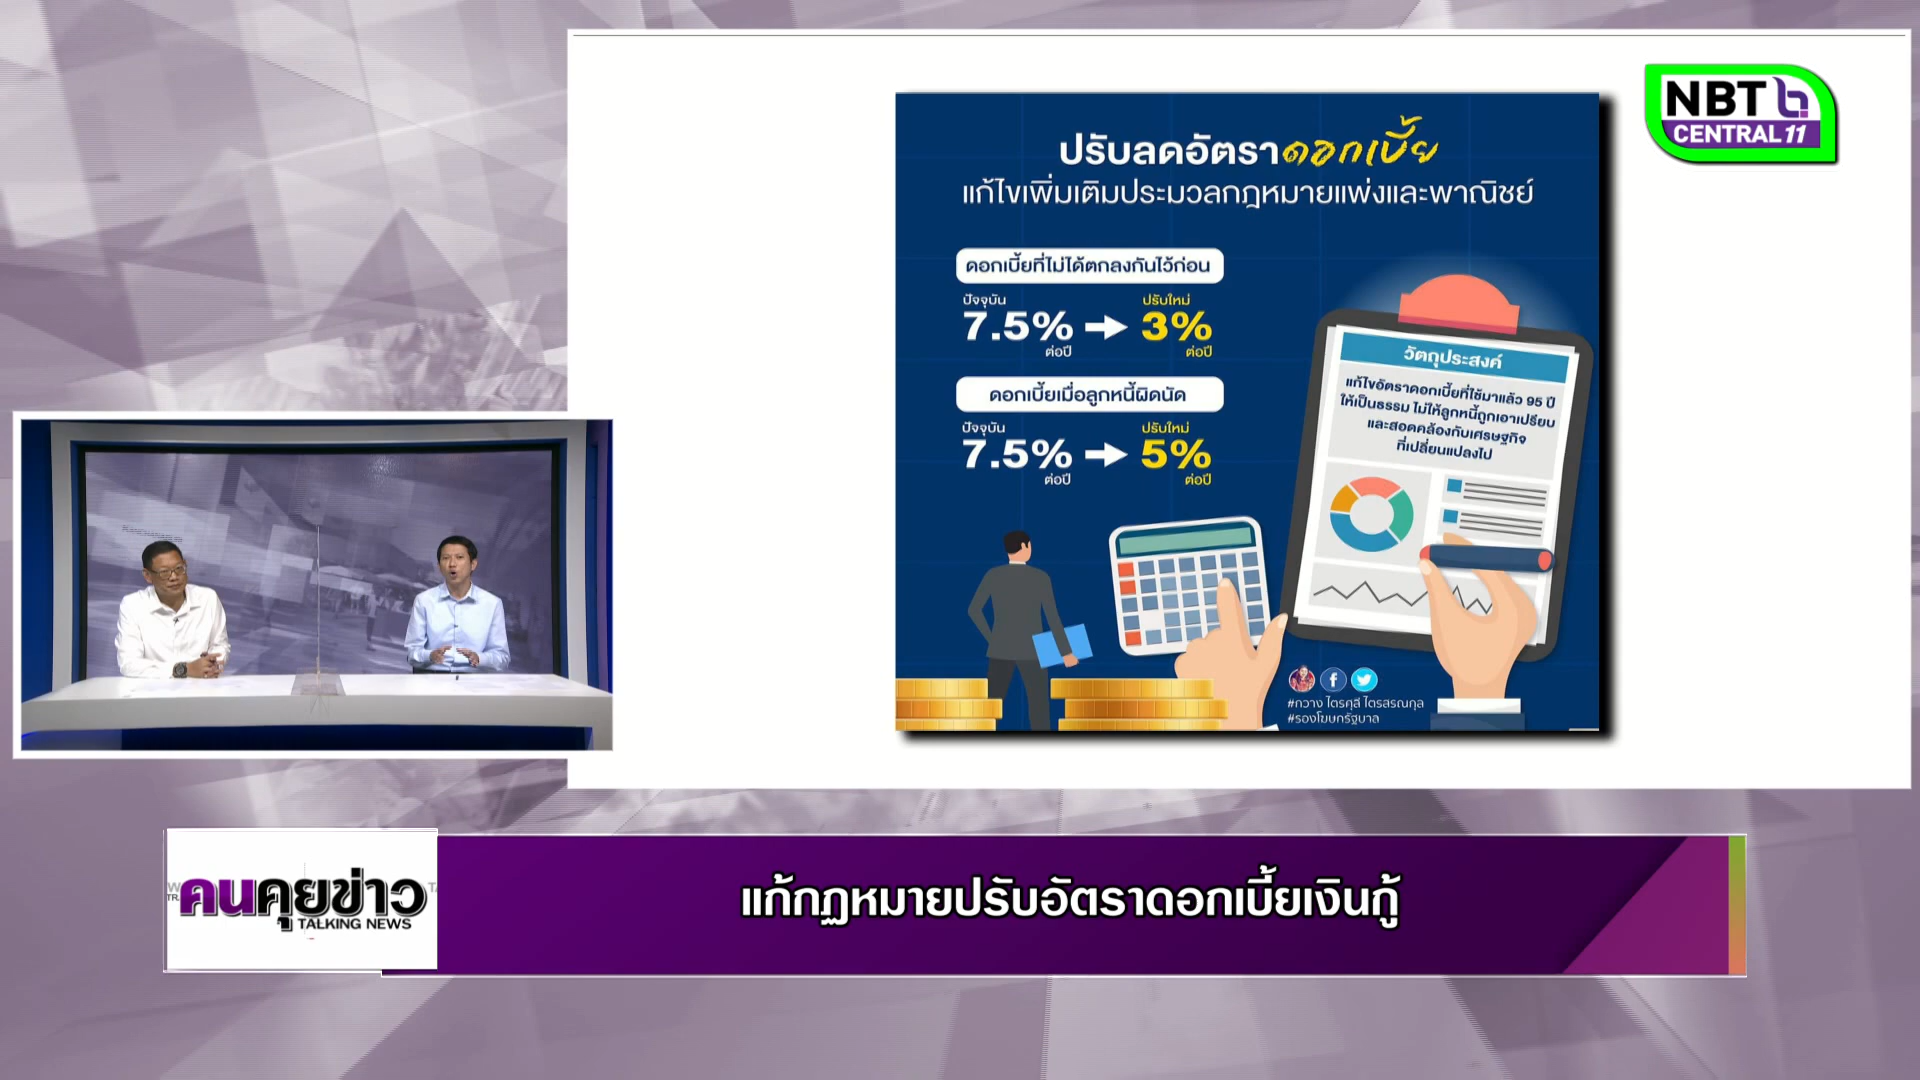 NBT
CENTRAL 11
ปรับลดอัตราดอกเบี้ย
แก้ไขเพิ่มเติมประมวลกฎหมายแพ่งและพาณิชย์
ดอกเบี้ยที่ไม่ได้ตกลงกันไว้ก่อน
ปัจจุบัน ปรับใหม่
7.5% 3%
ต่อปี ต่อปี
ดอกเบี้ยเมื่อลูกหนี้ผิดนัด
ปัจจุบัน ปรับใหม่
7.5% 5%
ต่อปี ต่อปี
วัตถุประสงค์
แก้ไขอัตราดอกเบี้ยที่ใช้มาแล้ว 95 ปี
ให้เป็นธรรม ไม่ให้ลูกหนี้ถูกเอาเปรียบ
และสอดคล้องกับเศรษฐกิจ
ที่เปลี่ยนแปลงไป
#กวาง ไตรศุลี ไตรสรณกุล
#รองโฆษกรัฐบาล
คนคุยข่าว
TALKING NEWS
แก้กฎหมายปรับอัตราดอกเบี้ยเงินกู้